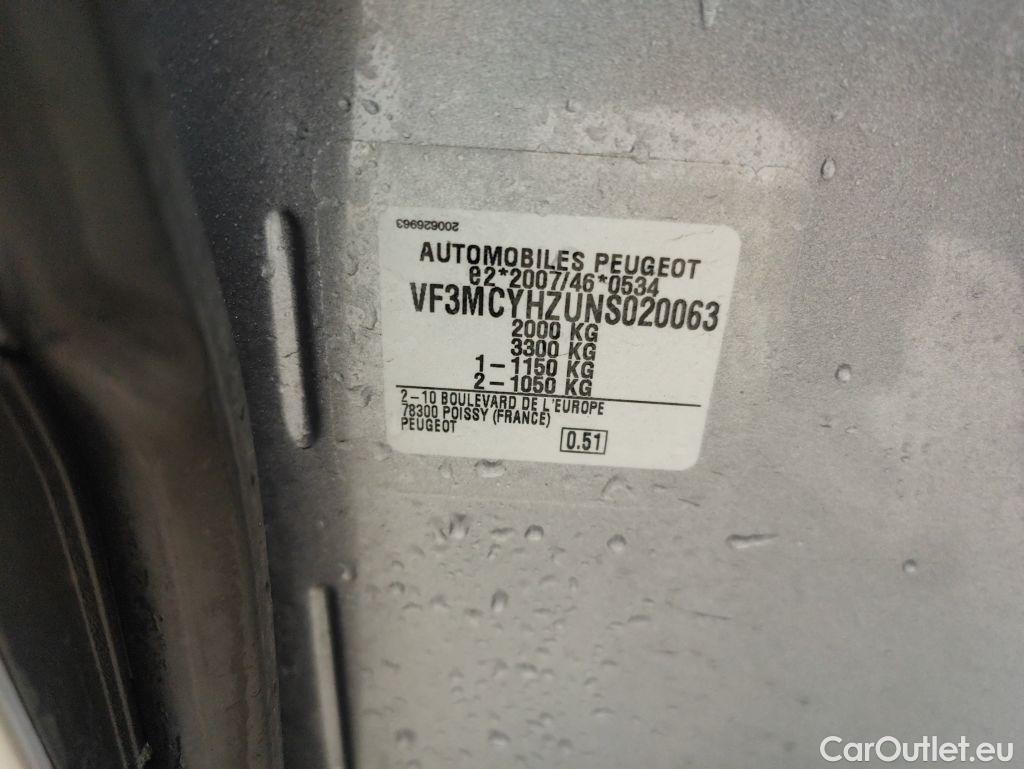 200626963
AUTOMOBILES PEUGEOT
e2*2007/46*0534
VF3MCYHZUNS020063
2000 KG
3300 KG
1-1150 KG
2-1050 KG
2-10 BOULEVARD DE L'EUROPE
78300 POISSY (FRANCE)
PEUGEOT
0.51
CarOutlet.eu